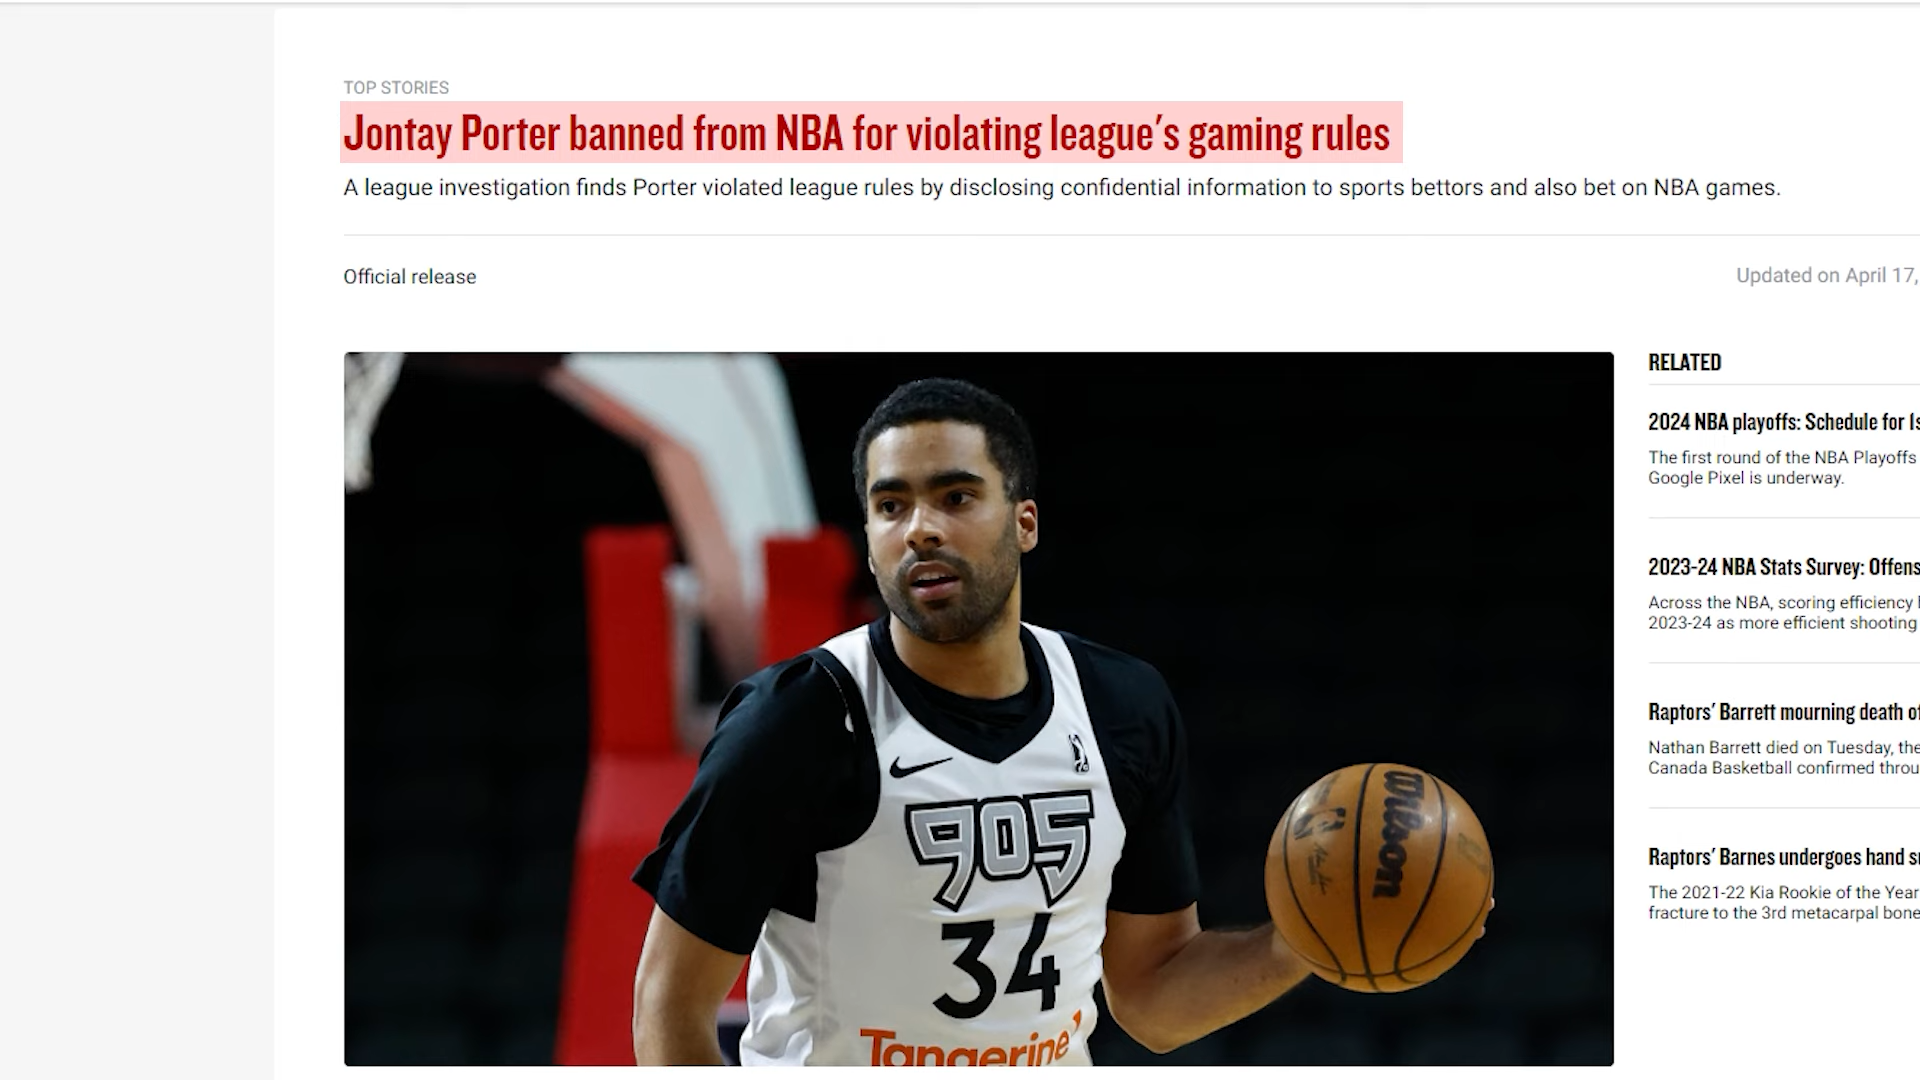 TOP STORIES
Jontay Porter banned from NBA for violating league's gaming rules
A league investigation finds Porter violated league rules by disclosing confidential information to sports bettors and also bet on NBA games.
Official release
Updated on April 17,
RELATED
2024 NBA playoffs: Schedule for
The first round of the NBA Playoffs
Google Pixel is underway.
2023-24 NBA Stats Survey:
Across the NBA, scoring efficiency
2023-24 as more efficient shooting
Raptors' Barrett mourning death
Nathan Barrett died on Tuesday, the
Canada Basketball confirmed
Raptors' Barnes undergoes hand
The 2021-22 Kia Rookie of the Year
fracture to the 3rd metacarpal bone
905
34
Tangerine
Wilson